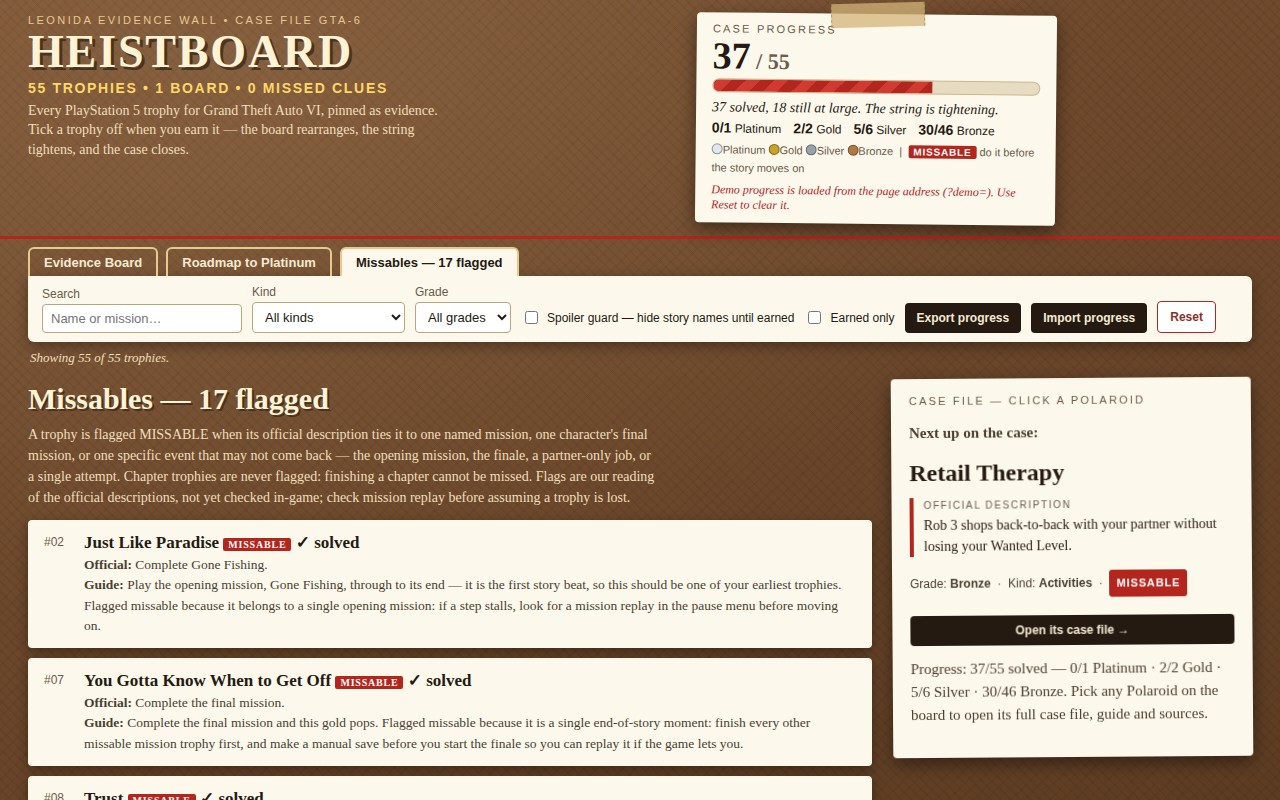 LEONIDA EVIDENCE WALL • CASE FILE GTA-6
HEISTBOARD
55 TROPHIES • 1 BOARD • 0 MISSED CLUES
Every PlayStation 5 trophy for Grand Theft Auto VI, pinned as evidence.
Tick a trophy off when you earn it — the board rearranges, the string
tightens, and the case closes.
CASE PROGRESS
37 / 55
37 solved, 18 still at large. The string is tightening.
0/1 Platinum 2/2 Gold 5/6 Silver 30/46 Bronze
Platinum Gold Silver Bronze | MISSABLE do it before
the story moves on
Demo progress is loaded from the page address (?demo=). Use
Reset to clear it.
Evidence Board
Roadmap to Platinum
Missables — 17 flagged
Search
Kind
Grade
Name or mission…
All kinds
All grades
Spoiler guard — hide story names until earned
Earned only
Export progress
Import progress
Reset
Showing 55 of 55 trophies.
Missables — 17 flagged
A trophy is flagged MISSABLE when its official description ties it to one named mission, one character's final
mission, or one specific event that may not come back — the opening mission, the finale, a partner-only job, or
a single attempt. Chapter trophies are never flagged: finishing a chapter cannot be missed. Flags are our reading
of the official descriptions, not yet checked in-game; check mission replay before assuming a trophy is lost.
#02 Just Like Paradise MISSABLE ✓ solved
Official: Complete Gone Fishing.
Guide: Play the opening mission, Gone Fishing, through to its end — it is the first story beat, so this should be one of your earliest trophies.
Flagged missable because it belongs to a single opening mission: if a step stalls, look for a mission replay in the pause menu before moving
on.
#07 You Gotta Know When to Get Off MISSABLE ✓ solved
Official: Complete the final mission.
Guide: Complete the final mission and this gold pops. Flagged missable because it is a single end-of-story moment: finish every other
missable mission trophy first, and make a manual save before you start the finale so you can replay it if the game lets you.
#08 Trust MISSABLE ✓ solved
CASE FILE — CLICK A POLAROID
Next up on the case:
Retail Therapy
OFFICIAL DESCRIPTION
Rob 3 shops back-to-back with your partner without
losing your Wanted Level.
Grade: Bronze · Kind: Activities · MISSABLE
Open its case file →
Progress: 37/55 solved — 0/1 Platinum · 2/2 Gold ·
5/6 Silver · 30/46 Bronze. Pick any Polaroid on the
board to open its full case file, guide and sources.